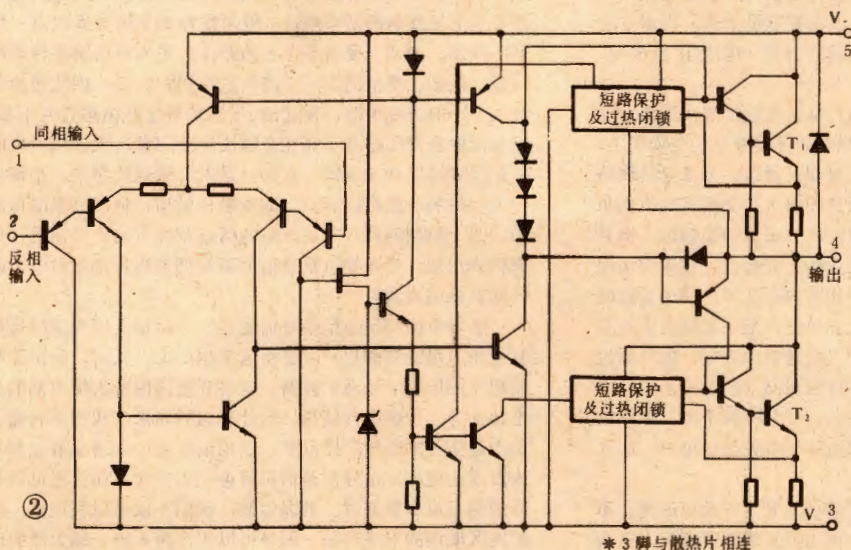 V.
5
同相输入
1
短路保护
及过热闭锁
T₁
2
反相
输入
4
输出
短路保护
及过热闭锁
T₂
②
V 3
*3脚与散热片相连